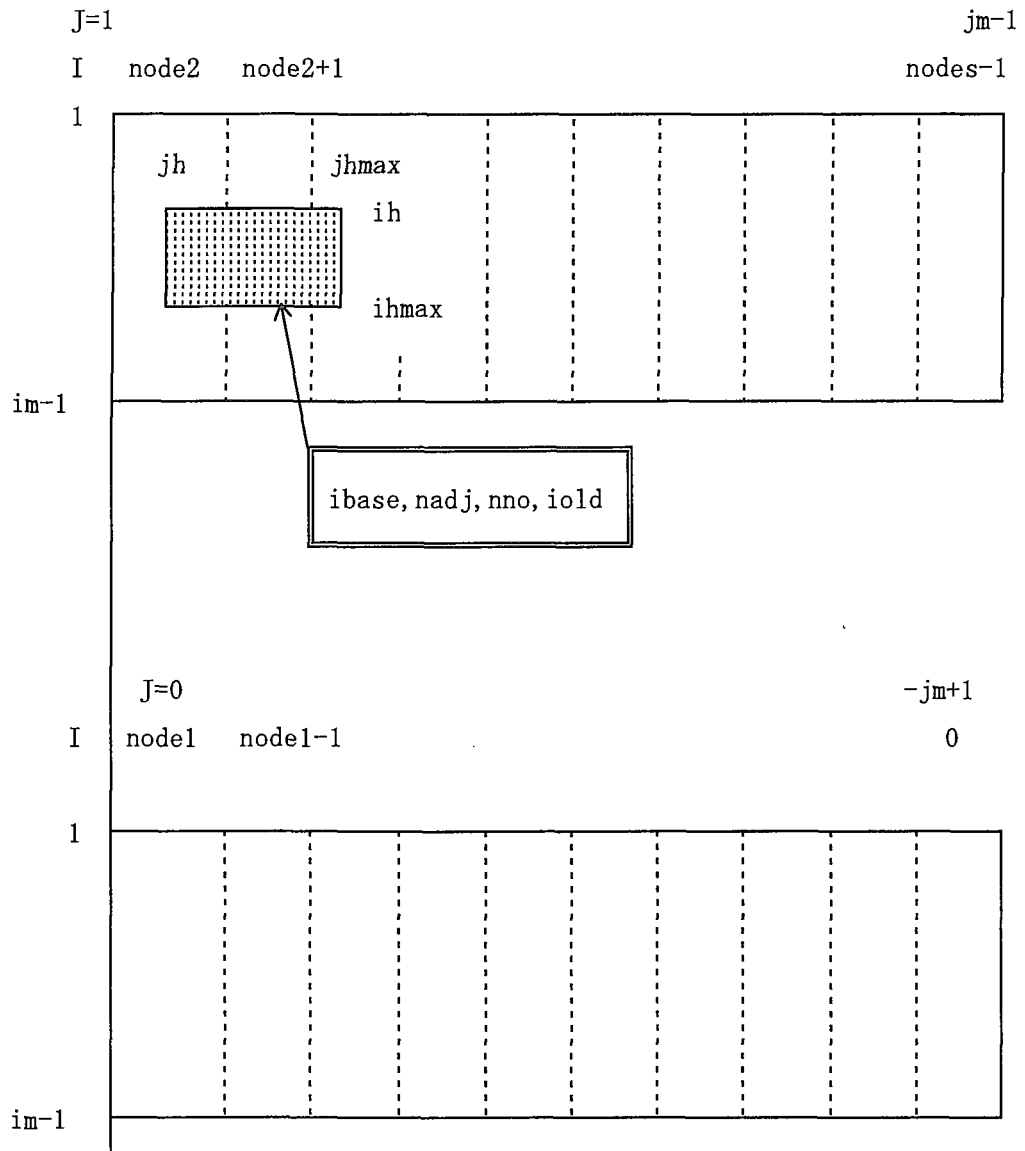 J=1 jm-1
I node2 node2+1 nodes-1
1
jh jhmax
ih
ihmax
im-1
ibase, nadj, nno, iold
J=0 -jm+1
I node1 node1-1 0
1
im-1